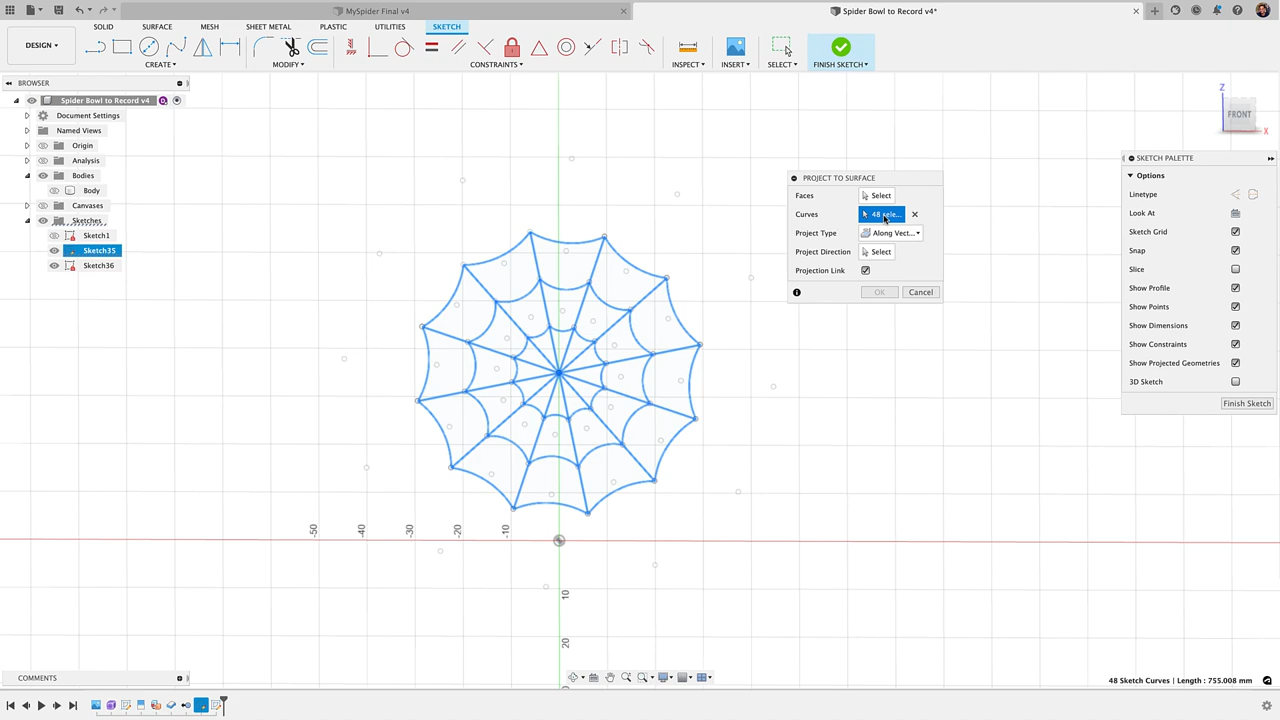 MySpider Final v4
Spider Bowl to Record v4*
DESIGN
SOLID
SURFACE
MESH
SHEET METAL
PLASTIC
UTILITIES
SKETCH
CREATE
MODIFY
CONSTRAINTS
INSPECT
INSERT
SELECT
FINISH SKETCH
BROWSER
Spider Bowl to Record v4
Document Settings
Named Views
Origin
Analysis
Bodies
Body
Canvases
Sketches
Sketch1
Sketch35
Sketch36
Z
FRONT
X
PROJECT TO SURFACE
Faces
Select
Curves
48 sele...
Project Type
Along Vect...
Project Direction
Select
Projection Link
OK
Cancel
SKETCH PALETTE
Options
Linetype
Look At
Sketch Grid
Snap
Slice
Show Profile
Show Points
Show Dimensions
Show Constraints
Show Projected Geometries
3D Sketch
Finish Sketch
-50
-40
-20
-10
10
20
COMMENTS
48 Sketch Curves | Length : 755.008 mm